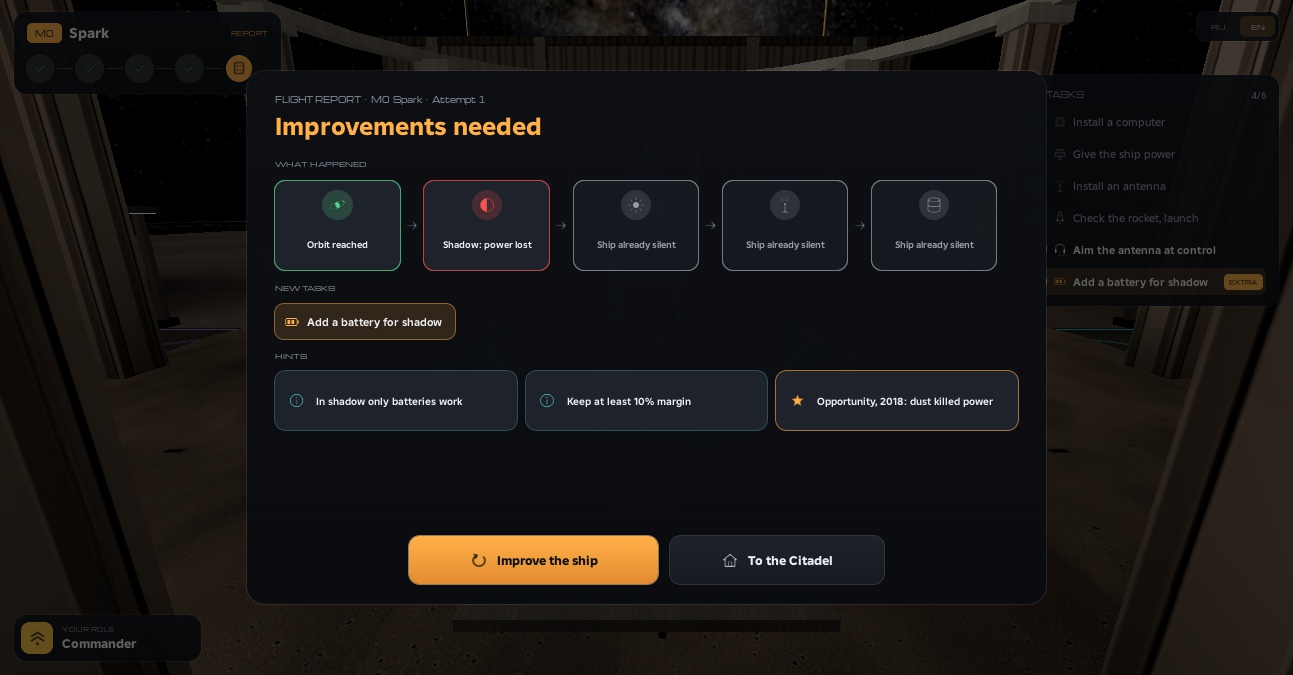 M0 Spark REPORT
RU EN
FLIGHT REPORT · M0 Spark · Attempt 1
Improvements needed
WHAT HAPPENED
Orbit reached
Shadow: power lost
Ship already silent
Ship already silent
Ship already silent
NEW TASKS
Add a battery for shadow
HINTS
In shadow only batteries work
Keep at least 10% margin
Opportunity, 2018: dust killed power
Improve the ship
To the Citadel
TASKS 4/6
Install a computer
Give the ship power
Install an antenna
Check the rocket, launch
Aim the antenna at control
Add a battery for shadow EXTRA
YOUR ROLE
Commander